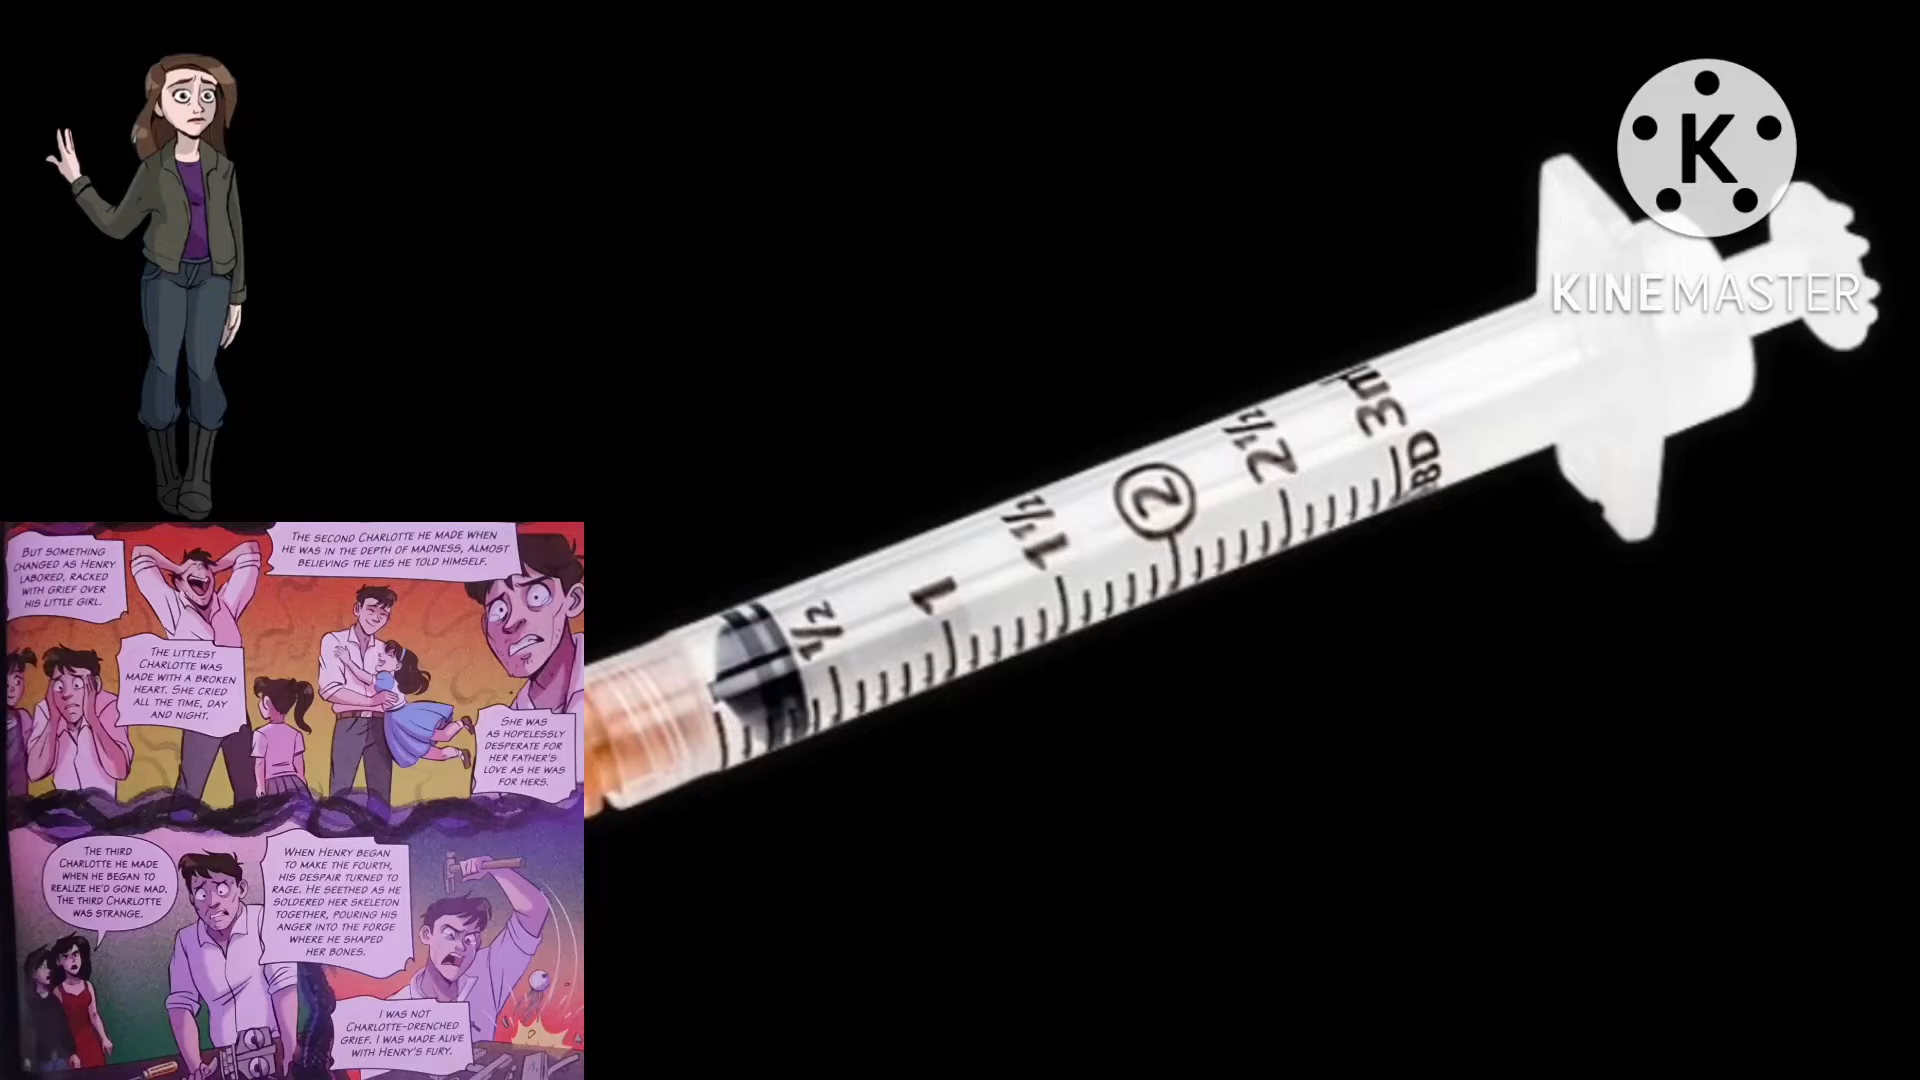 K
KINEMASTER
½
1
1½
2
2½
3ml
BD
BUT SOMETHING
CHANGED AS HENRY
LABORED, RACKED
WITH GRIEF OVER
HIS LITTLE GIRL.
THE SECOND CHARLOTTE HE MADE WHEN
HE WAS IN THE DEPTH OF MADNESS, ALMOST
BELIEVING THE LIES HE TOLD HIMSELF.
THE LITTLEST
CHARLOTTE WAS
MADE WITH A BROKEN
HEART. SHE CRIED
ALL THE TIME, DAY
AND NIGHT.
SHE WAS
AS HOPELESSLY
DESPERATE FOR
HER FATHER'S
LOVE AS HE WAS
FOR HERS.
THE THIRD
CHARLOTTE HE MADE
WHEN HE BEGAN TO
REALIZE HE'D GONE MAD.
THE THIRD CHARLOTTE
WAS STRANGE.
WHEN HENRY BEGAN
TO MAKE THE FOURTH,
HIS DESPAIR TURNED TO
RAGE. HE SEETHED AS HE
SOLDERED HER SKELETON
TOGETHER, POURING HIS
ANGER INTO THE FORGE
WHERE HE SHAPED
HER BONES.
I WAS NOT
CHARLOTTE-DRENCHED
GRIEF. I WAS MADE ALIVE
WITH HENRY'S FURY.